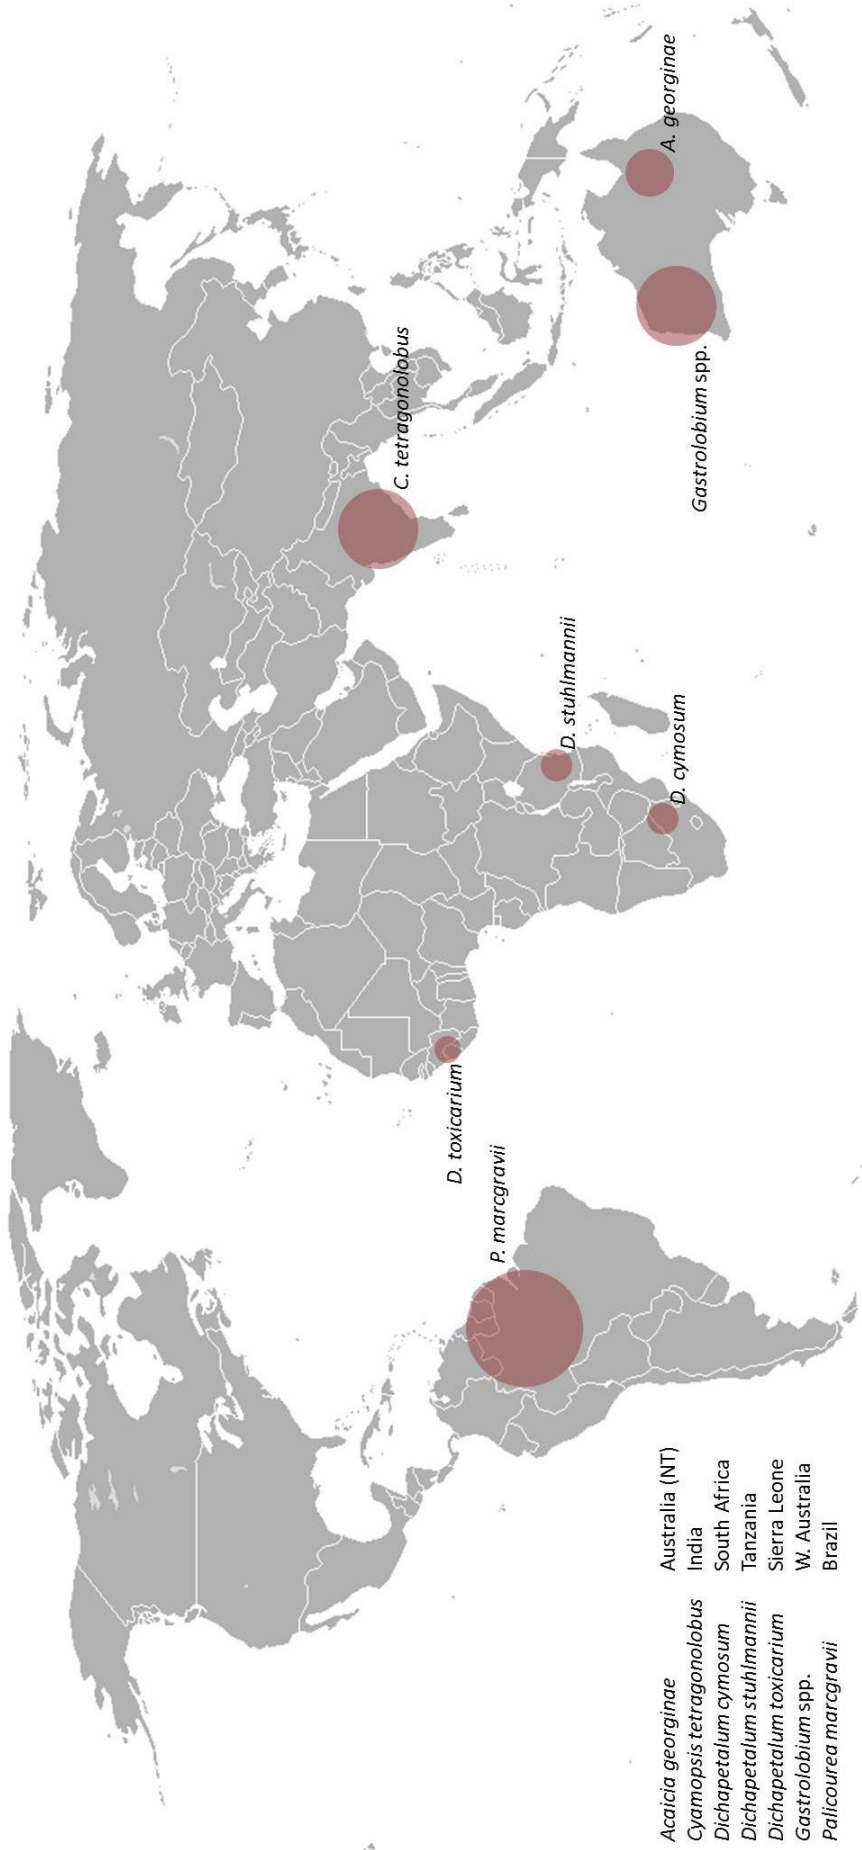 C. tetragonolobus
A. georginae
Gastrolobium spp.
D. stuhlmannii
D. cymosum
D. toxicarium
P. marcgravii
Acaicia georginae Australia (NT)
Cyamopsis tetragonolobus India
Dichapetalum cymosum South Africa
Dichapetalum stuhlmannii Tanzania
Dichapetalum toxicarium Sierra Leone
Gastrolobium spp. W. Australia
Palicourea marcgravii Brazil